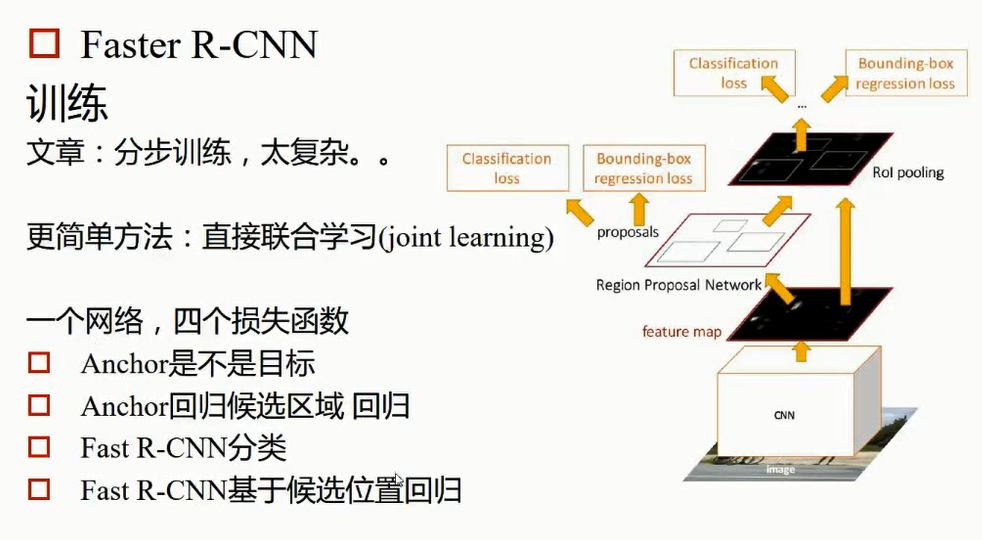 Faster R-CNN
训练
文章：分步训练，太复杂。。
更简单方法：直接联合学习(joint learning)
一个网络，四个损失函数
Anchor是不是目标
Anchor回归候选区域 回归
Fast R-CNN分类
Fast R-CNN基于候选位置回归
Classification
loss
Bounding-box
regression loss
...
RoI pooling
Classification
loss
Bounding-box
regression loss
proposals
Region Proposal Network
feature map
CNN
image